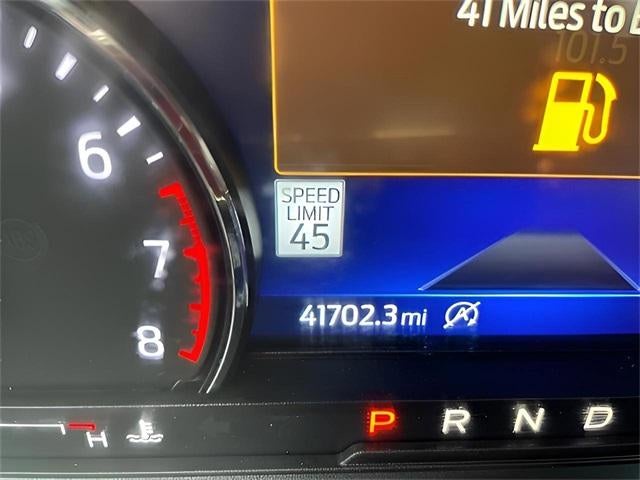 41 Miles to
101.5
6
SPEED
LIMIT
45
7
41702.3 mi
8
P R N D
H